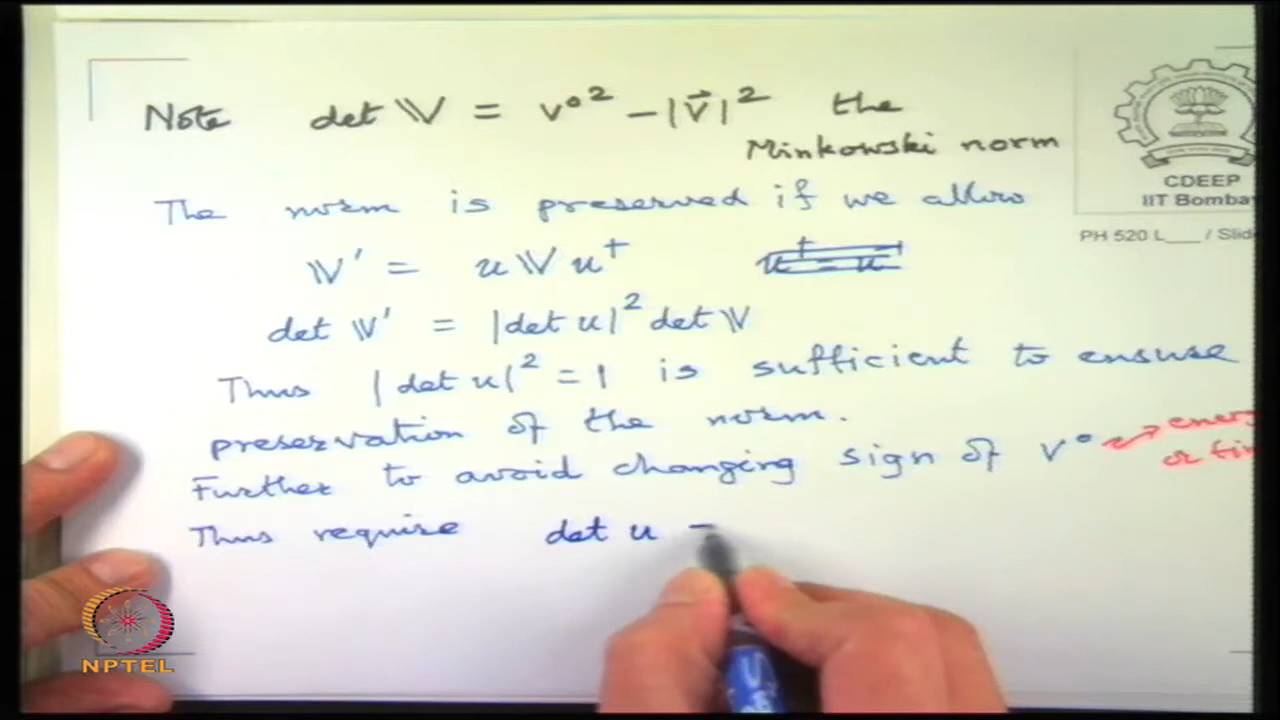 Note det 𝕍 = v⁰² − |v⃗|² the
Minkowski norm
The norm is preserved if we allow
𝕍′ = u 𝕍 u†
det 𝕍′ = |det u|² det 𝕍
Thus |det u|² = 1 is sufficient to ensure
preservation of the norm.
Further to avoid changing sign of v⁰
Thus require det u =
CDEEP
IIT Bombay
PH 520 L___ / Slid
NPTEL